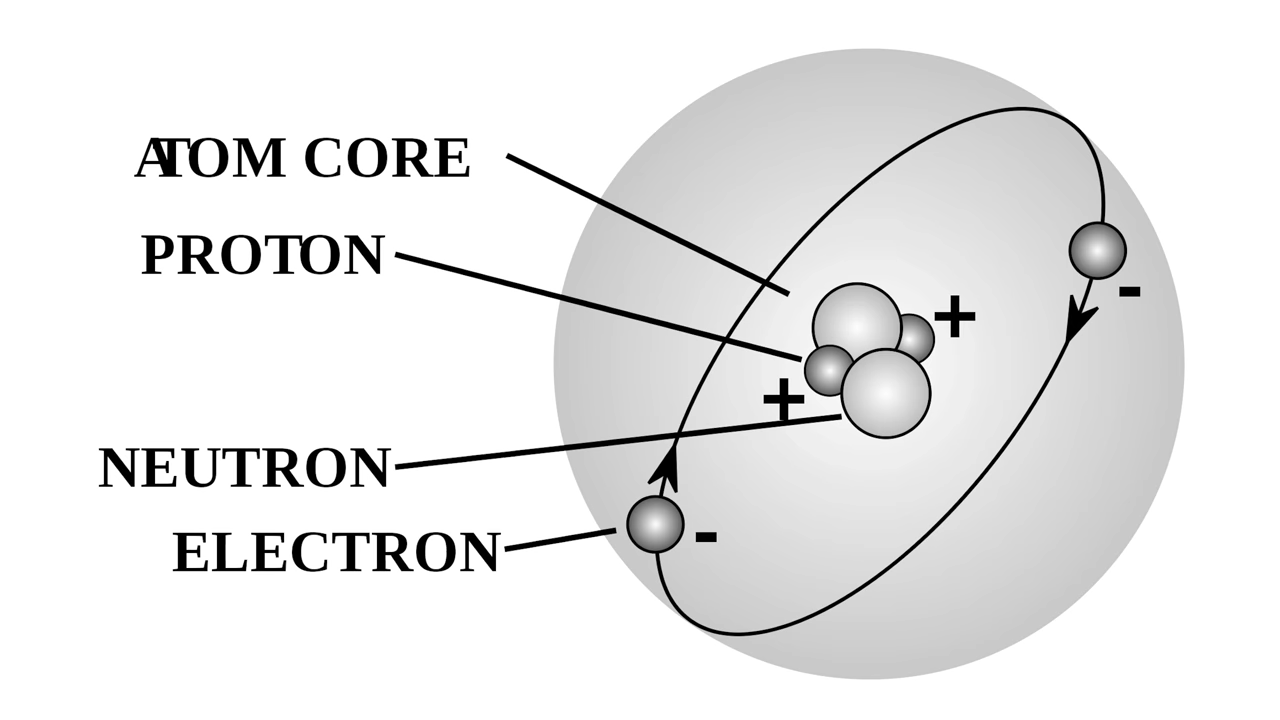 ATOM CORE
PROTON
+
-
+
NEUTRON
ELECTRON
-